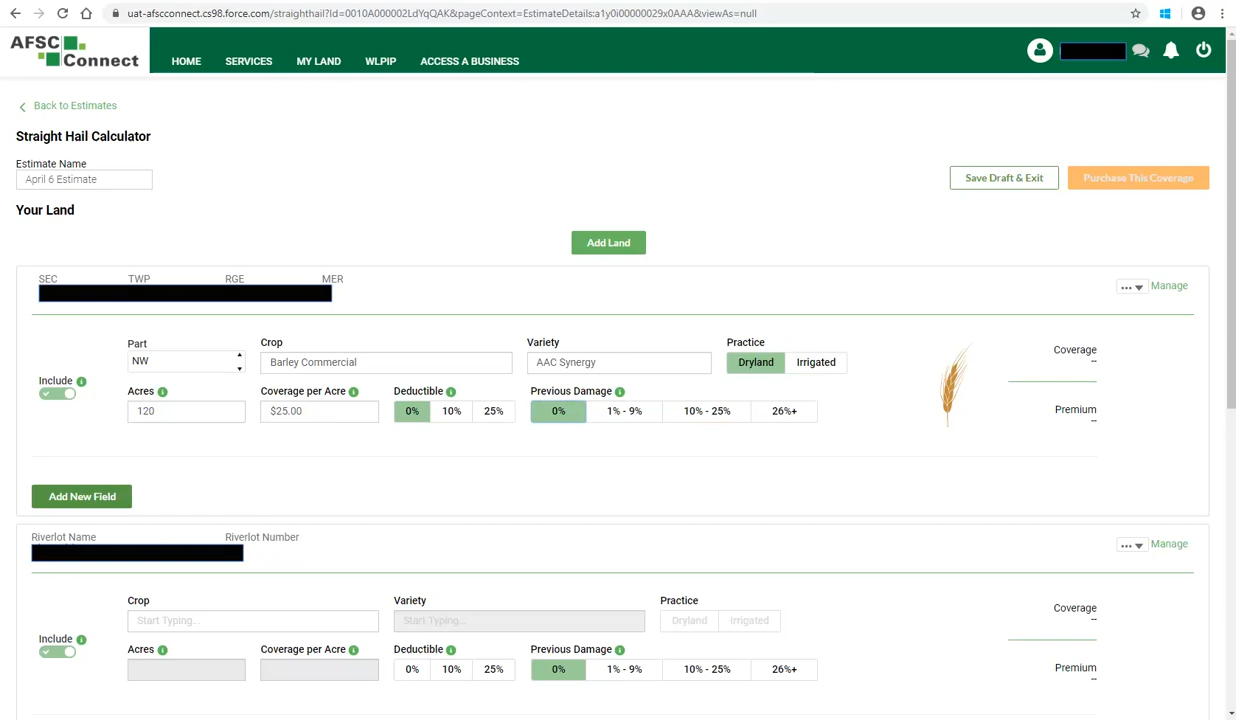 uat-afscconnect.cs98.force.com/straighthail?Id=0010A000002LdYqQAK&pageContext=EstimateDetails:a1y0i00000029x0AAA&viewAs=null
AFSC Connect
HOME SERVICES MY LAND WLPIP ACCESS A BUSINESS
Back to Estimates
Straight Hail Calculator
Estimate Name
April 6 Estimate
Save Draft & Exit Purchase This Coverage
Your Land
Add Land
SEC TWP RGE MER
Manage
Part Crop Variety Practice
NW Barley Commercial AAC Synergy Dryland Irrigated
Coverage
--
Include
Acres Coverage per Acre Deductible Previous Damage
120 $25.00 0% 10% 25% 0% 1% - 9% 10% - 25% 26%+
Premium
--
Add New Field
Riverlot Name Riverlot Number
Manage
Crop Variety Practice
Start Typing... Start Typing... Dryland Irrigated
Coverage
--
Include
Acres Coverage per Acre Deductible Previous Damage
0% 10% 25% 0% 1% - 9% 10% - 25% 26%+
Premium
--